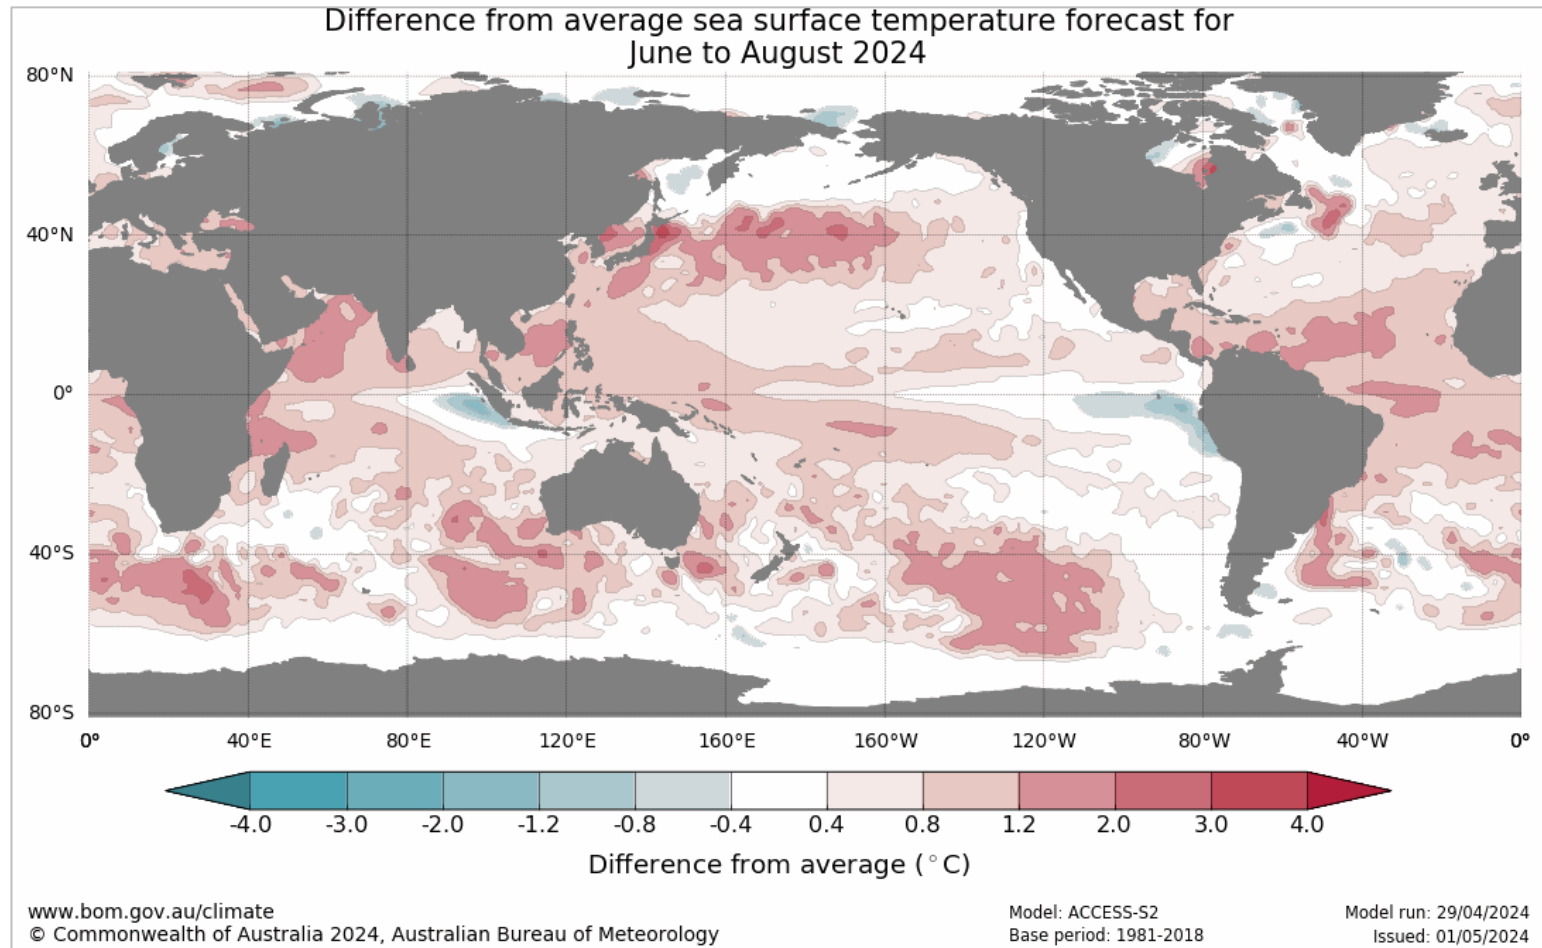 Difference from average sea surface temperature forecast for
June to August 2024
80°N
40°N
0°
40°S
80°S
0° 40°E 80°E 120°E 160°E 160°W 120°W 80°W 40°W 0°
-4.0 -3.0 -2.0 -1.2 -0.8 -0.4 0.4 0.8 1.2 2.0 3.0 4.0
Difference from average (°C)
www.bom.gov.au/climate
© Commonwealth of Australia 2024, Australian Bureau of Meteorology
Model: ACCESS-S2
Base period: 1981-2018
Model run: 29/04/2024
Issued: 01/05/2024